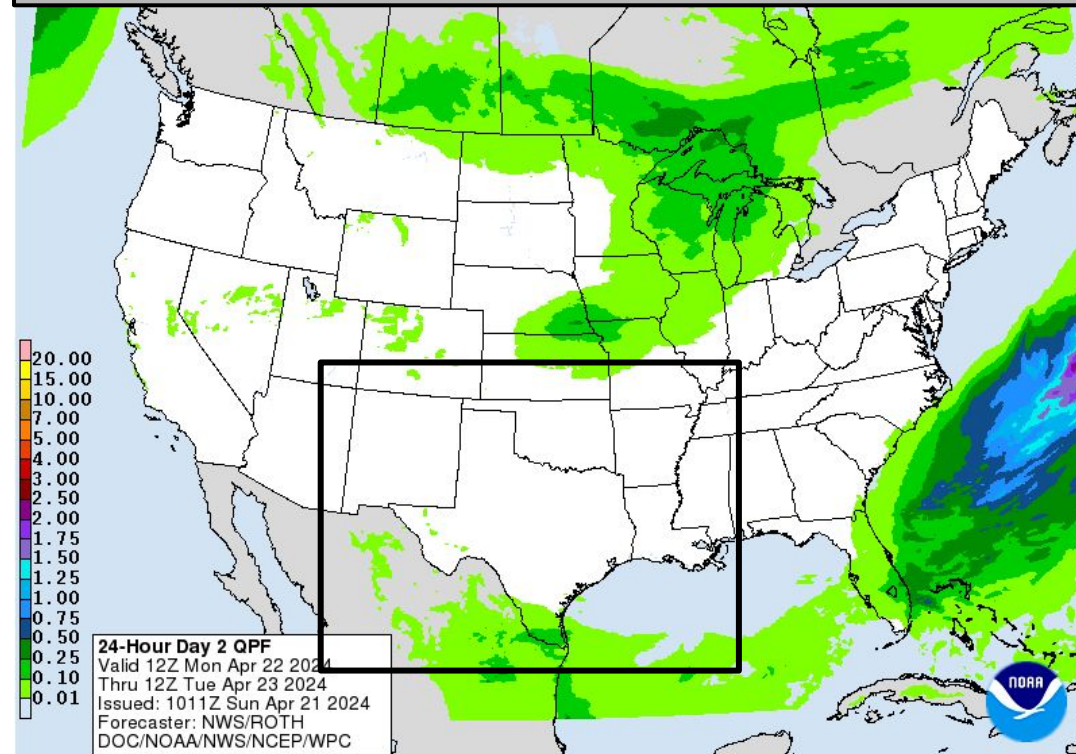 20.00
15.00
10.00
7.00
5.00
4.00
3.00
2.50
2.00
1.75
1.50
1.25
1.00
0.75
0.50
0.25
0.10
0.01
24-Hour Day 2 QPF
Valid 12Z Mon Apr 22 2024
Thru 12Z Tue Apr 23 2024
Issued: 1011Z Sun Apr 21 2024
Forecaster: NWS/ROTH
DOC/NOAA/NWS/NCEP/WPC
NOAA